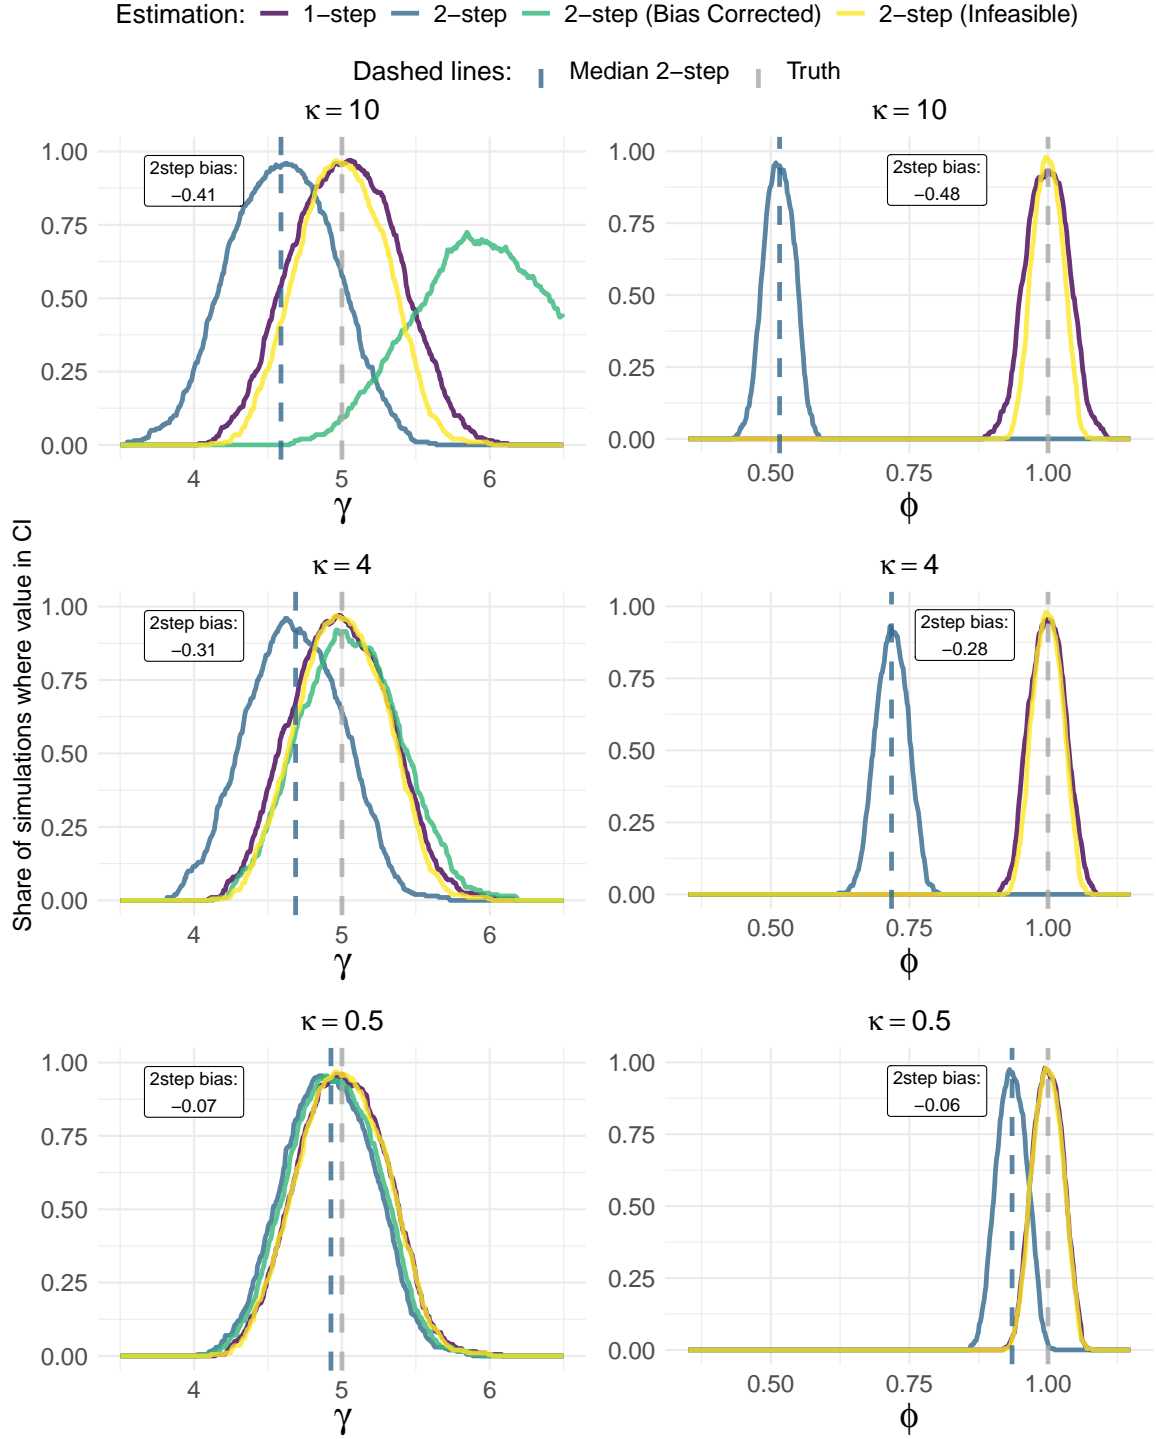 Estimation: 1−step 2−step 2−step (Bias Corrected) 2−step (Infeasible)
Dashed lines: Median 2−step Truth
κ = 10
1.00
0.75
0.50
0.25
0.00
2step bias:
−0.41
4 5 6
γ
κ = 10
1.00
0.75
0.50
0.25
0.00
2step bias:
−0.48
0.50 0.75 1.00
ϕ
Share of simulations where value in CI
κ = 4
1.00
0.75
0.50
0.25
0.00
2step bias:
−0.31
4 5 6
γ
κ = 4
1.00
0.75
0.50
0.25
0.00
2step bias:
−0.28
0.50 0.75 1.00
ϕ
κ = 0.5
1.00
0.75
0.50
0.25
0.00
2step bias:
−0.07
4 5 6
γ
κ = 0.5
1.00
0.75
0.50
0.25
0.00
2step bias:
−0.06
0.50 0.75 1.00
ϕ